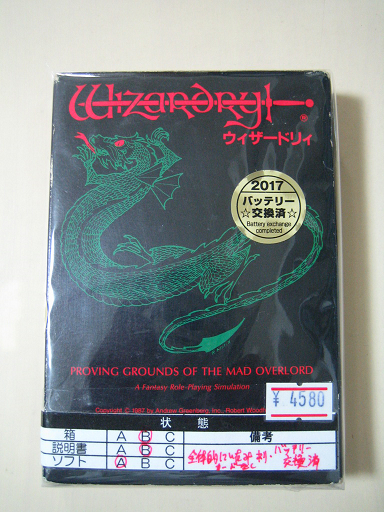 Wizardry
®
ウィザードリィ
2017
バッテリー
☆交換済☆
Battery exchange
completed
PROVING GROUNDS OF THE MAD OVERLORD
A Fantasy Role-Playing Simulation
Copyright © 1987 by Andrew Greenberg, Inc., Robert
¥ 4580
状態
箱 A B C 備考
説明書 A B C
ソフト A B C
バッテリー
交換済